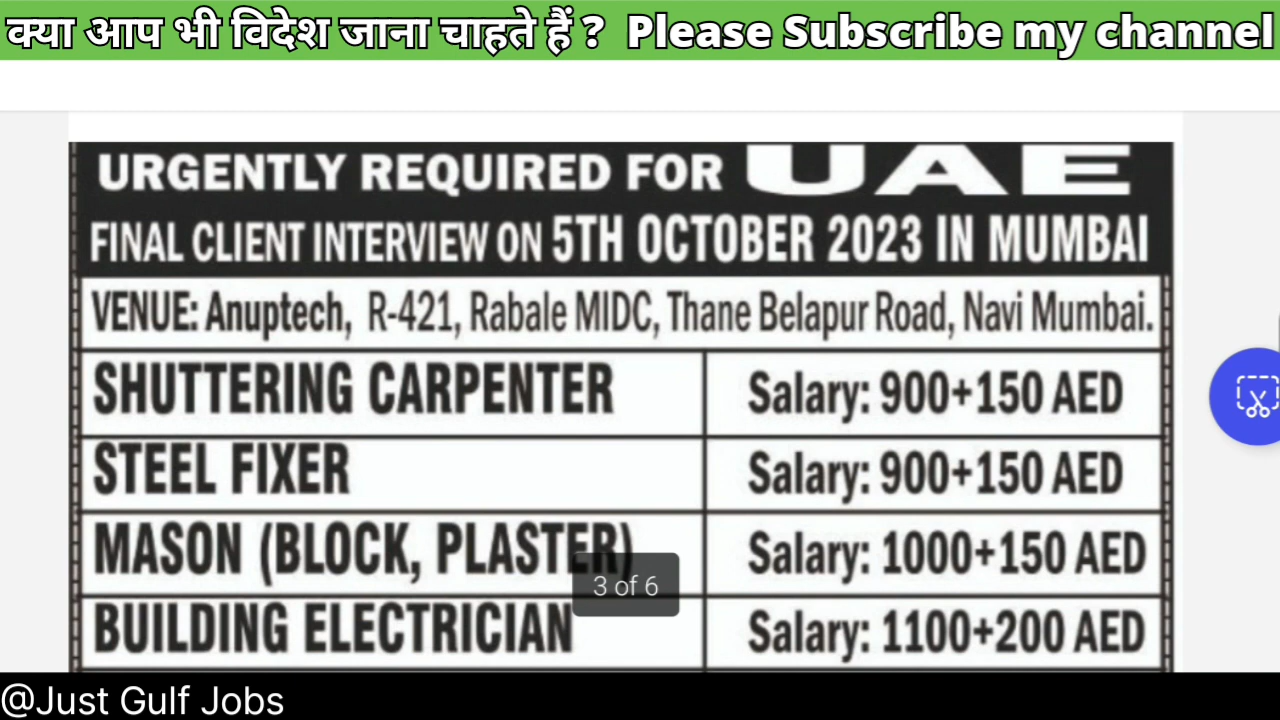 क्या आप भी विदेश जाना चाहते हैं ? Please Subscribe my channel
URGENTLY REQUIRED FOR UAE
FINAL CLIENT INTERVIEW ON 5TH OCTOBER 2023 IN MUMBAI
VENUE: Anuptech, R-421, Rabale MIDC, Thane Belapur Road, Navi Mumbai.
SHUTTERING CARPENTER Salary: 900+150 AED
STEEL FIXER Salary: 900+150 AED
MASON (BLOCK, PLASTER) Salary: 1000+150 AED
3 of 6
BUILDING ELECTRICIAN Salary: 1100+200 AED
@Just Gulf Jobs